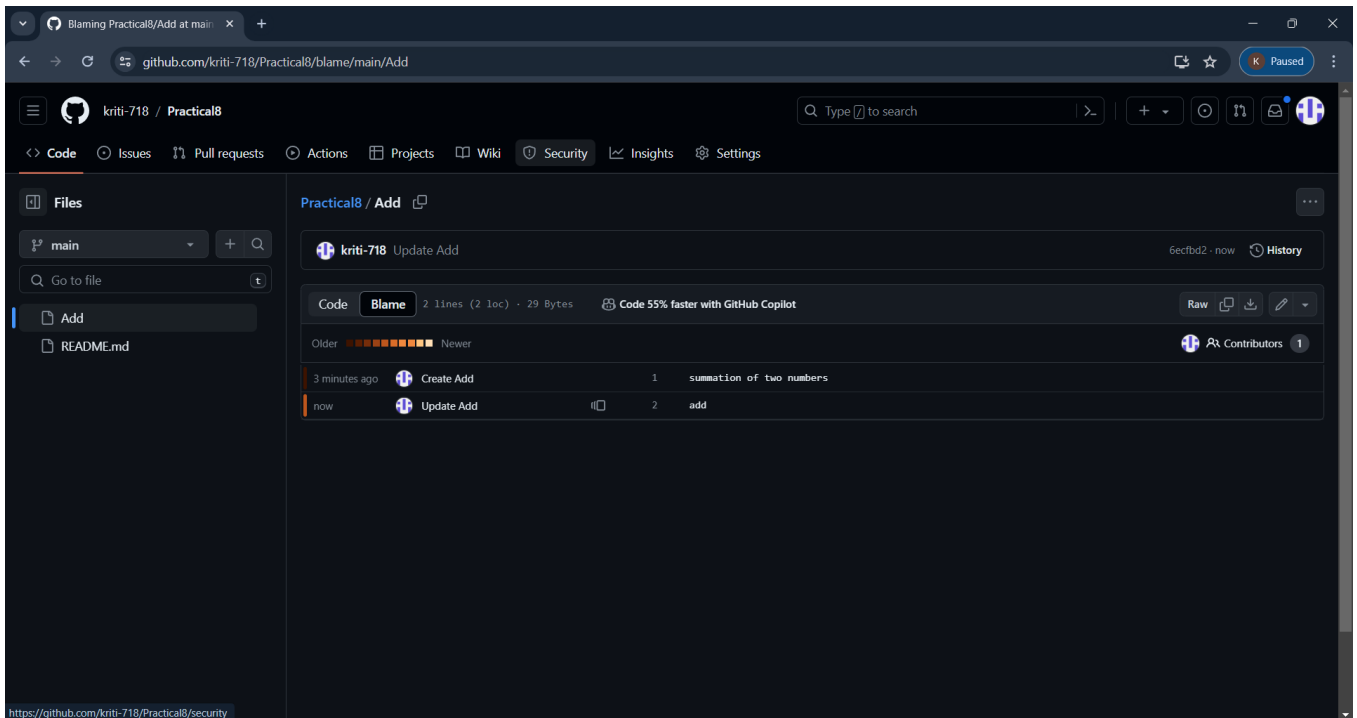 Blaming Practical8/Add at main
github.com/kriti-718/Practical8/blame/main/Add
K Paused
kriti-718 / Practical8
Type / to search
Code Issues Pull requests Actions Projects Wiki Security Insights Settings
Files
Practical8 / Add
main
kriti-718 Update Add
6ecfbd2 · now History
Go to file t
Code Blame 2 lines (2 loc) · 29 Bytes Code 55% faster with GitHub Copilot
Raw
Add
Older Newer
Contributors 1
README.md
3 minutes ago Create Add 1 summation of two numbers
now Update Add 2 add
https://github.com/kriti-718/Practical8/security